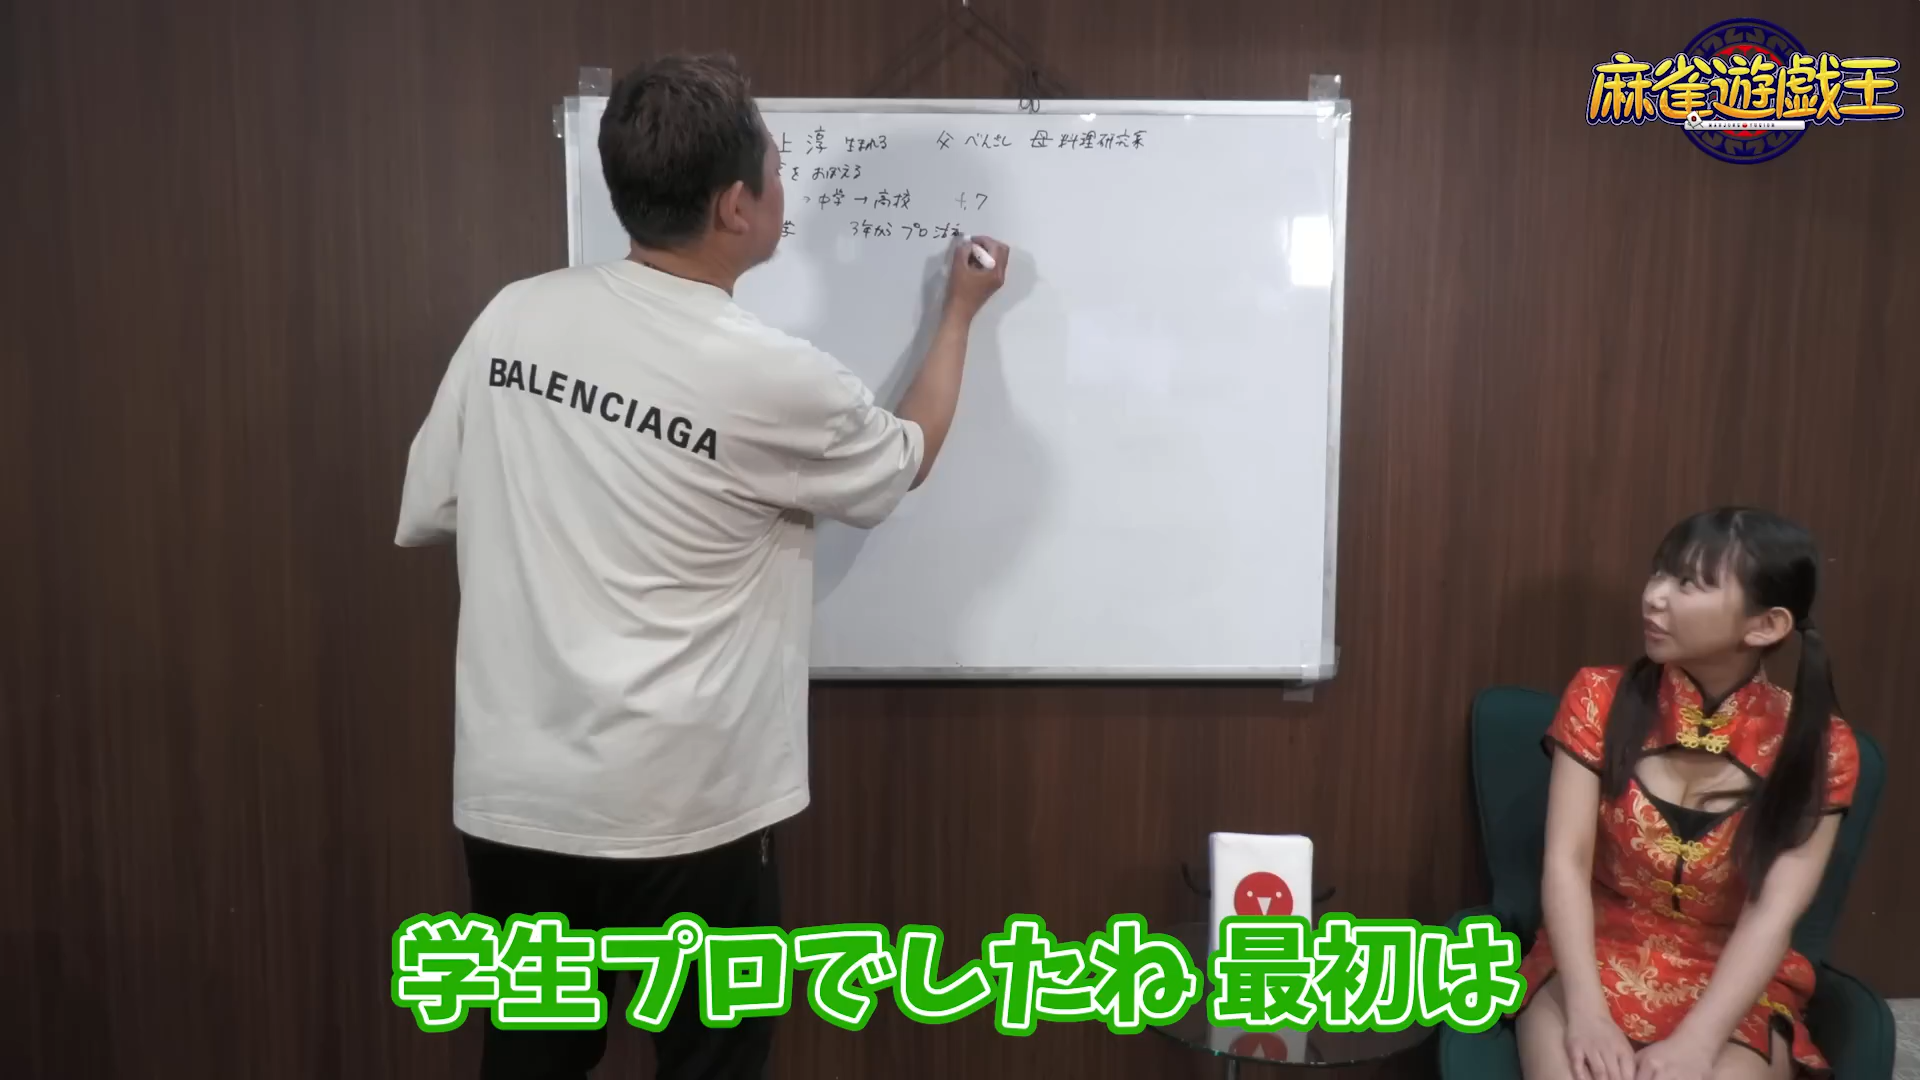 麻雀遊戯王
上 淳 生まれる 父 べんごし 母 料理研究家
をおぼえる
→中学→高校
学 3年から プロ活
BALENCIAGA
学生プロでしたね 最初は